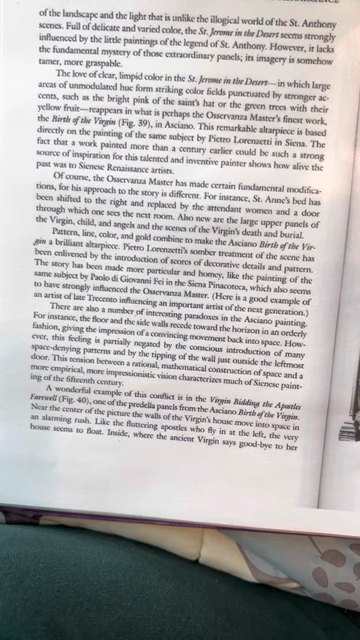 of the landscape and the light that is unlike the illogical world of the St. Anthony
scenes. Full of delicate and varied color, the St. Jerome in the Desert seems strongly
influenced by the little paintings of the legend of St. Anthony. However, it lacks
the fundamental mystery of those extraordinary panels; its imagery is somehow
tamer, more graspable.
The love of clear, limpid color in the St. Jerome in the Desert—in which large
areas of unmodulated hue form striking color fields punctuated by stronger ac-
cents, such as the bright pink of the saint's hat or the green trees with their
yellow fruit—reappears in what is perhaps the Osservanza Master's finest work,
the Birth of the Virgin (Fig. 39), in Asciano. This remarkable altarpiece is based
directly on the painting of the same subject by Pietro Lorenzetti in Siena. The
fact that a work painted more than a century earlier could be such a strong
source of inspiration for this talented and inventive painter shows how alive the
past was to Sienese Renaissance artists.
Of course, the Osservanza Master has made certain fundamental modifica-
tions, for his approach to the story is different. For instance, St. Anne's bed has
been shifted to the right and replaced by the attendant women and a door
through which one sees the next room. Also new are the large upper panels of
the Virgin, child, and angels and the scenes of the Virgin's death and burial.
Pattern, line, color, and gold combine to make the Asciano Birth of the Vir-
gin a brilliant altarpiece. Pietro Lorenzetti's somber treatment of the scene has
been enlivened by the introduction of scores of decorative details and pattern.
The story has been made more particular and homey, like the painting of the
same subject by Paolo di Giovanni Fei in the Siena Pinacoteca, which also seems
to have strongly influenced the Osservanza Master. (Here is a good example of
an artist of late Trecento influencing an important artist of the next generation.)
There are also a number of interesting paradoxes in the Asciano painting.
For instance, the floor and the side walls recede toward the horizon in an orderly
fashion, giving the impression of a convincing movement back into space. How-
ever, this feeling is partially negated by the conscious introduction of many
space-denying patterns and by the tipping of the wall just outside the leftmost
door. This tension between a rational, mathematical construction of space and a
more empirical, more impressionistic vision characterizes much of Sienese paint-
ing of the fifteenth century.
A wonderful example of this conflict is in the Virgin Bidding the Apostles
Farewell (Fig. 40), one of the predella panels from the Asciano Birth of the Virgin.
Near the center of the picture the walls of the Virgin's house move into space in
an alarming rush. Like the fluttering apostles who fly in at the left, the very
house seems to float. Inside, where the ancient Virgin says good-bye to her